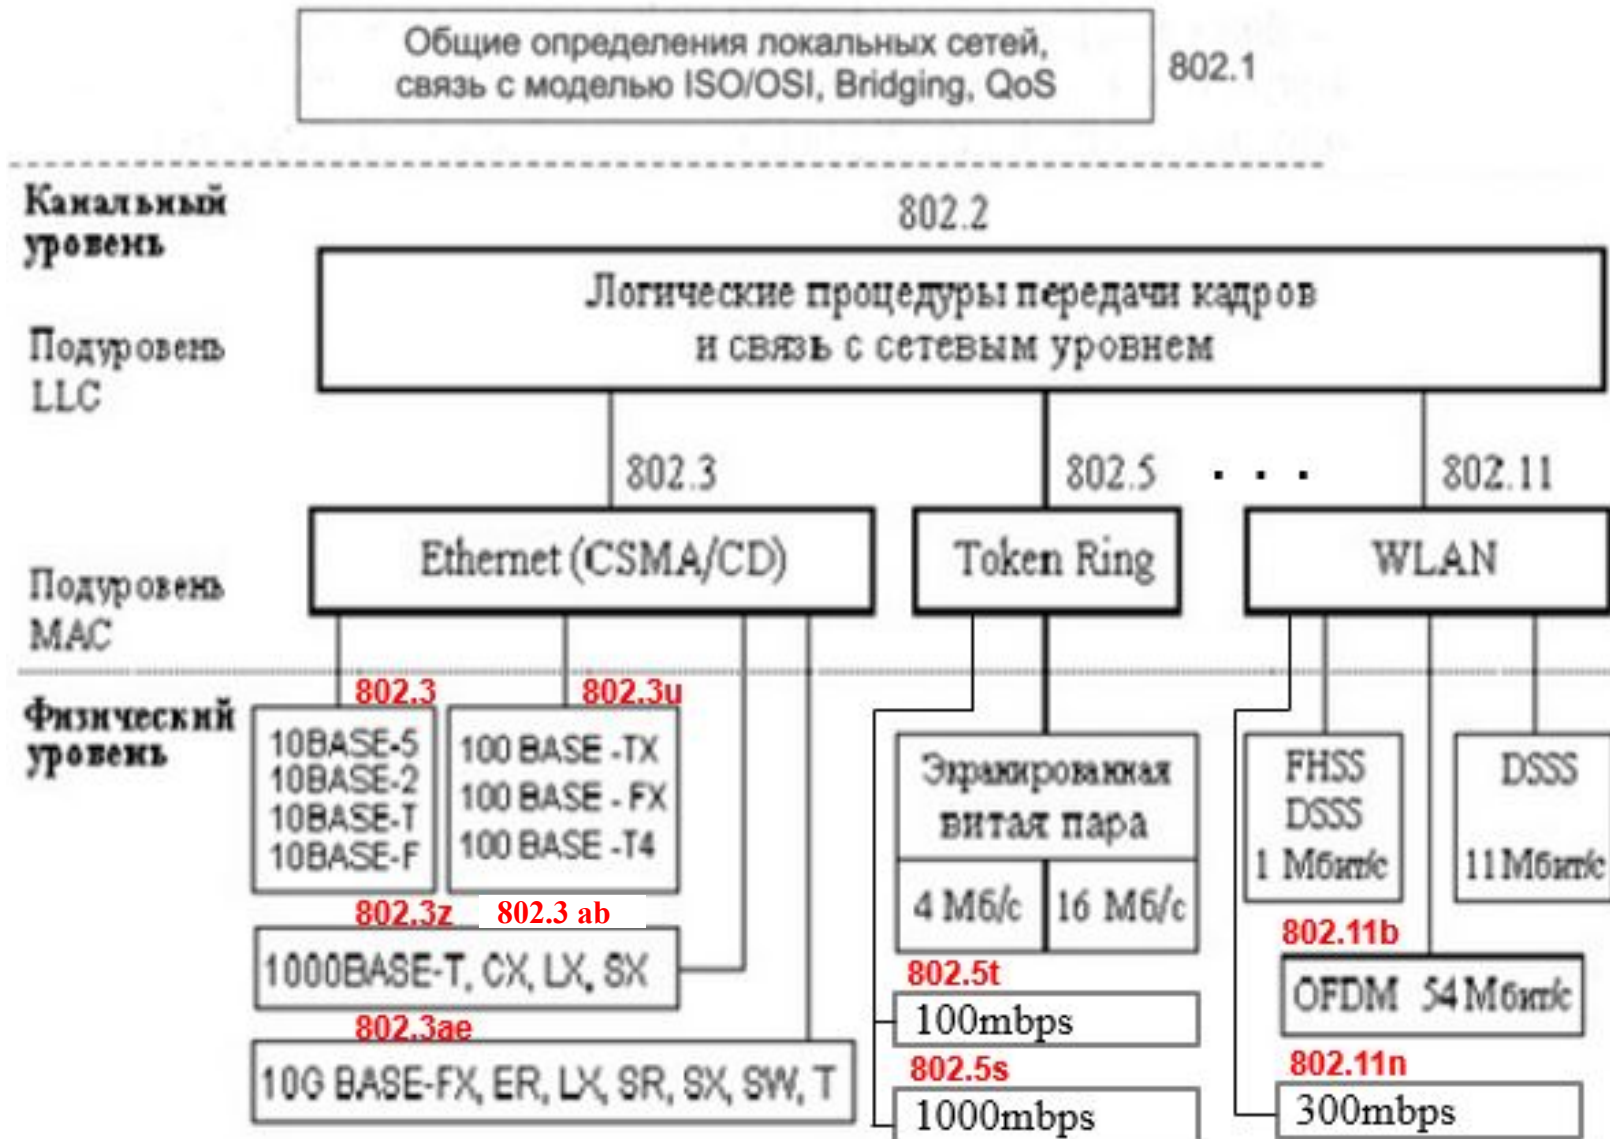 Общие определения локальных сетей,
связь с моделью ISO/OSI, Bridging, QoS
802.1
Канальный
уровень
802.2
Логические процедуры передачи кадров
и связь с сетевым уровнем
Подуровень
LLC
802.3
802.5
. . .
802.11
Ethernet (CSMA/CD)
Token Ring
WLAN
Подуровень
MAC
Физический
уровень
802.3
10BASE-5
10BASE-2
10BASE-T
10BASE-F
802.3u
100 BASE -TX
100 BASE - FX
100 BASE -T4
802.3z
802.3 ab
1000BASE-T, CX, LX, SX
802.3ae
10G BASE-FX, ER, LX, SR, SX, SW, T
Экранированная
витая пара
4 Мб/с
16 Мб/с
802.5t
100mbps
802.5s
1000mbps
FHSS
DSSS
1 Мбит/с
DSSS
11 Мбит/с
802.11b
OFDM 54 Мбит/с
802.11n
300mbps